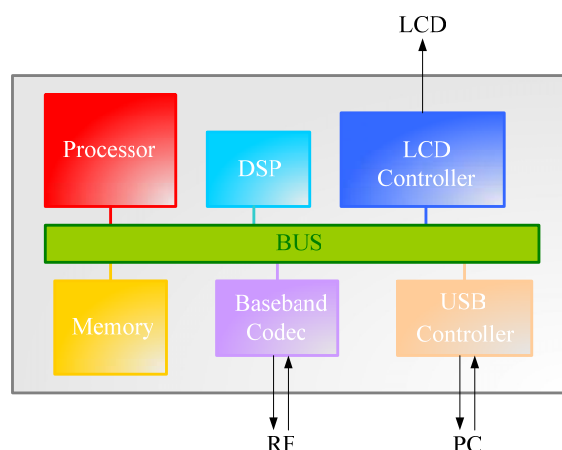 LCD
Processor
DSP
LCD
Controller
BUS
Memory
Baseband
Codec
USB
Controller
RF
PC